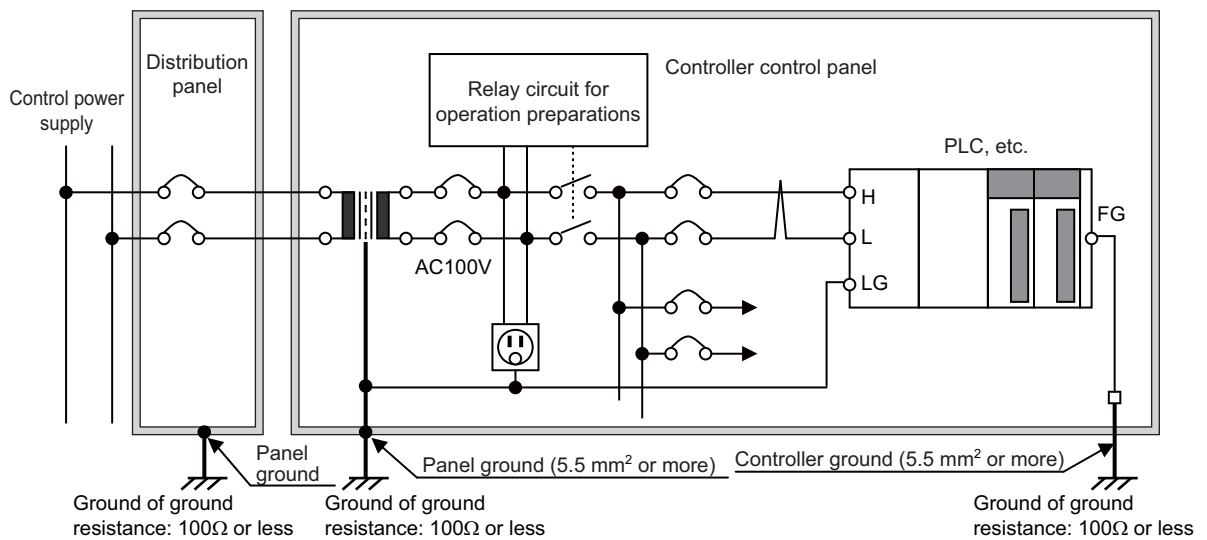 Distribution
panel
Control power
supply
Relay circuit for
operation preparations
Controller control panel
PLC, etc.
H
L
LG
FG
AC100V
Panel
ground
Panel ground (5.5 mm² or more)
Controller ground (5.5 mm² or more)
Ground of ground
resistance: 100Ω or less
Ground of ground
resistance: 100Ω or less
Ground of ground
resistance: 100Ω or less